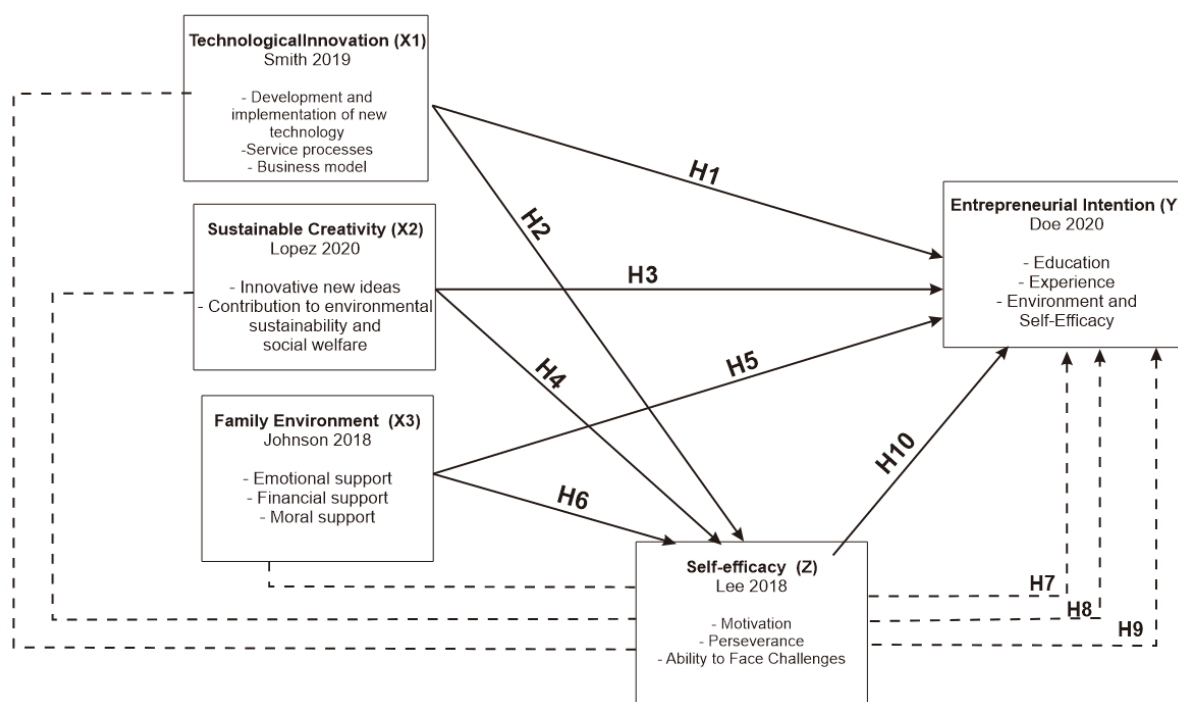 TechnologicalInnovation (X1)
Smith 2019
- Development and
implementation of new
technology
-Service processes
- Business model
H1
H2
Sustainable Creativity (X2)
Lopez 2020
- Innovative new ideas
- Contribution to environmental
sustainability and
social welfare
H3
H4
Entrepreneurial Intention (Y)
Doe 2020
- Education
- Experience
- Environment and
Self-Efficacy
Family Environment (X3)
Johnson 2018
- Emotional support
- Financial support
- Moral support
H5
H6
H10
Self-efficacy (Z)
Lee 2018
- Motivation
- Perseverance
- Ability to Face Challenges
H7
H8
H9